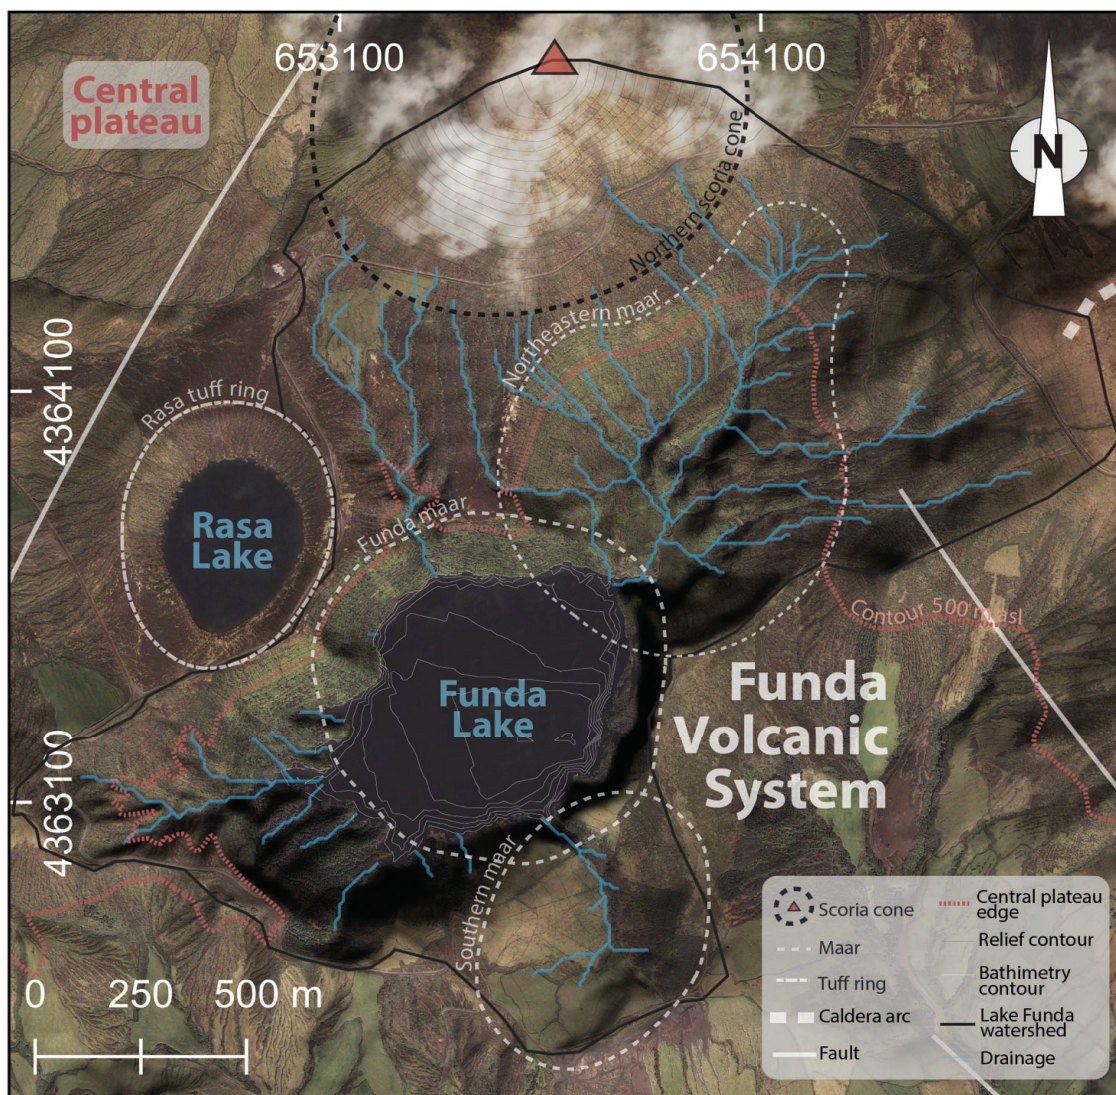 653100
654100
Central
plateau
N
Northern scoria cone
Northeastern maar
4364100
Rasa tuff ring
Rasa
Lake
Funda maar
Contour 500 m asl
Funda
Lake
Funda
Volcanic
System
4363100
Southern maar
0 250 500 m
Scoria cone
Maar
Tuff ring
Caldera arc
Fault
Central plateau
edge
Relief contour
Bathimetry
contour
Lake Funda
watershed
Drainage